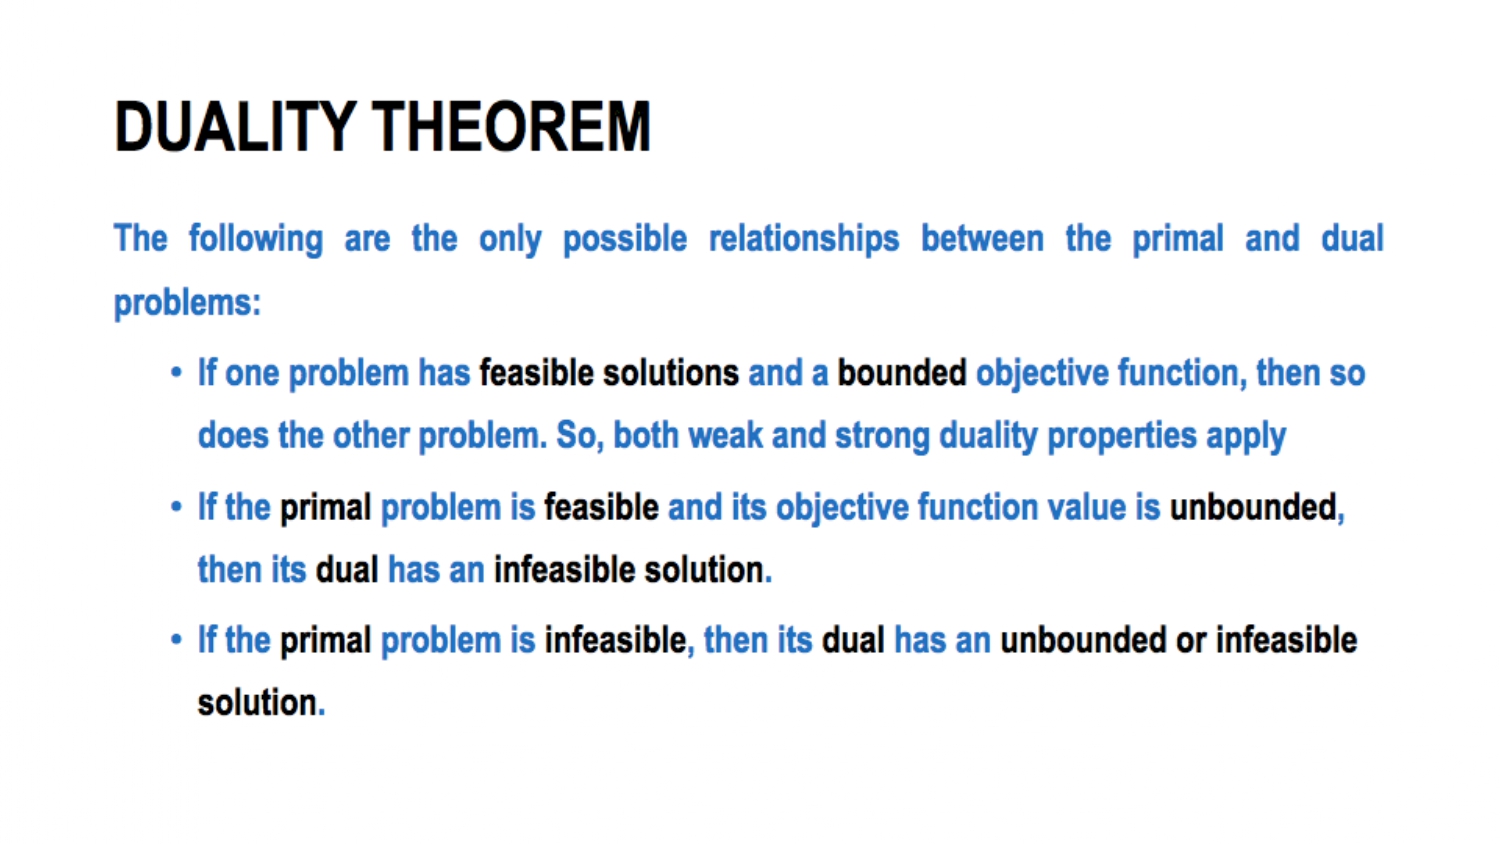 DUALITY THEOREM
The following are the only possible relationships between the primal and dual
problems:
• If one problem has feasible solutions and a bounded objective function, then so
does the other problem. So, both weak and strong duality properties apply
• If the primal problem is feasible and its objective function value is unbounded,
then its dual has an infeasible solution.
• If the primal problem is infeasible, then its dual has an unbounded or infeasible
solution.